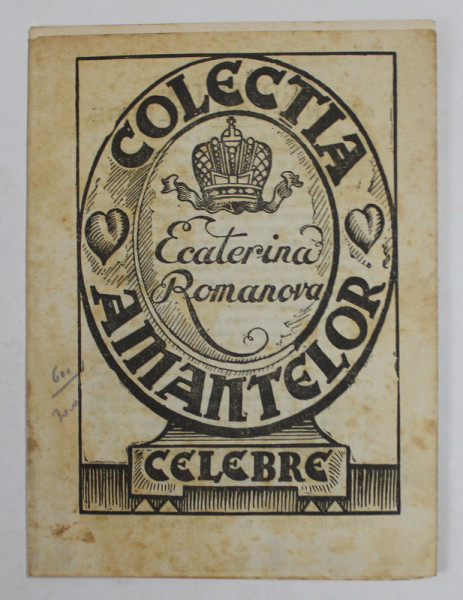 COLECTIA
Ecaterina
Romanova
AMANTELOR
CELEBRE